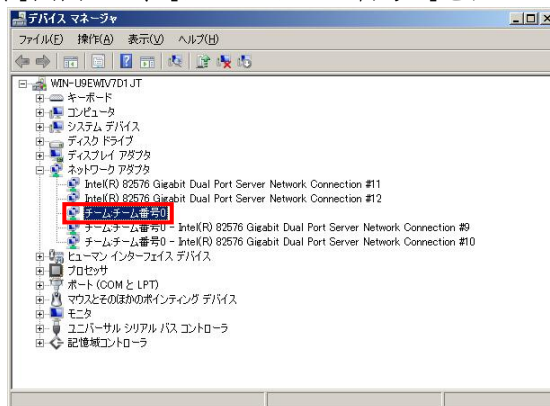 デバイス マネージャ
ファイル(F) 操作(A) 表示(V) ヘルプ(H)
WIN-U9EWIV7D1JT
キーボード
コンピュータ
システム デバイス
ディスク ドライブ
ディスプレイ アダプタ
ネットワーク アダプタ
Intel(R) 82576 Gigabit Dual Port Server Network Connection #11
Intel(R) 82576 Gigabit Dual Port Server Network Connection #12
チームチーム番号0
チームチーム番号0 - Intel(R) 82576 Gigabit Dual Port Server Network Connection #9
チームチーム番号0 - Intel(R) 82576 Gigabit Dual Port Server Network Connection #10
ヒューマン インターフェイス デバイス
プロセッサ
ポート (COM と LPT)
マウスとそのほかのポインティング デバイス
モニタ
ユニバーサル シリアル バス コントローラ
記憶域コントローラ